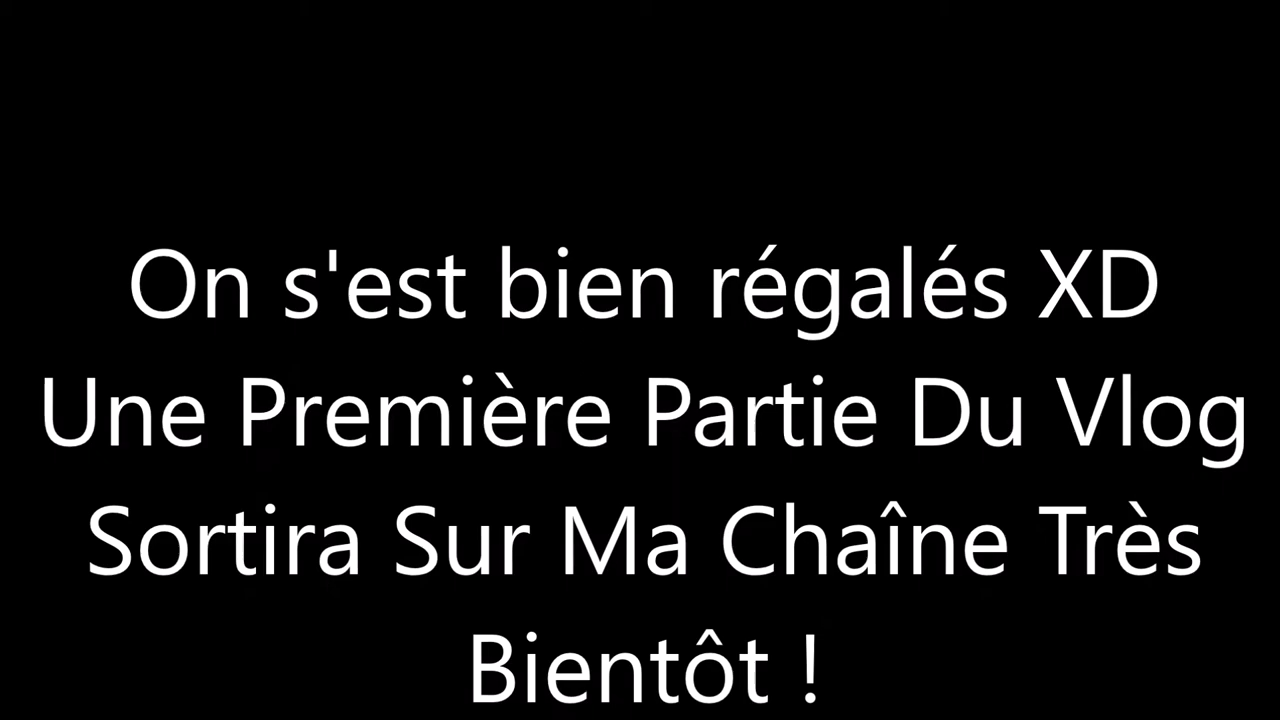 On s'est bien régalés XD
Une Première Partie Du Vlog
Sortira Sur Ma Chaîne Très
Bientôt !